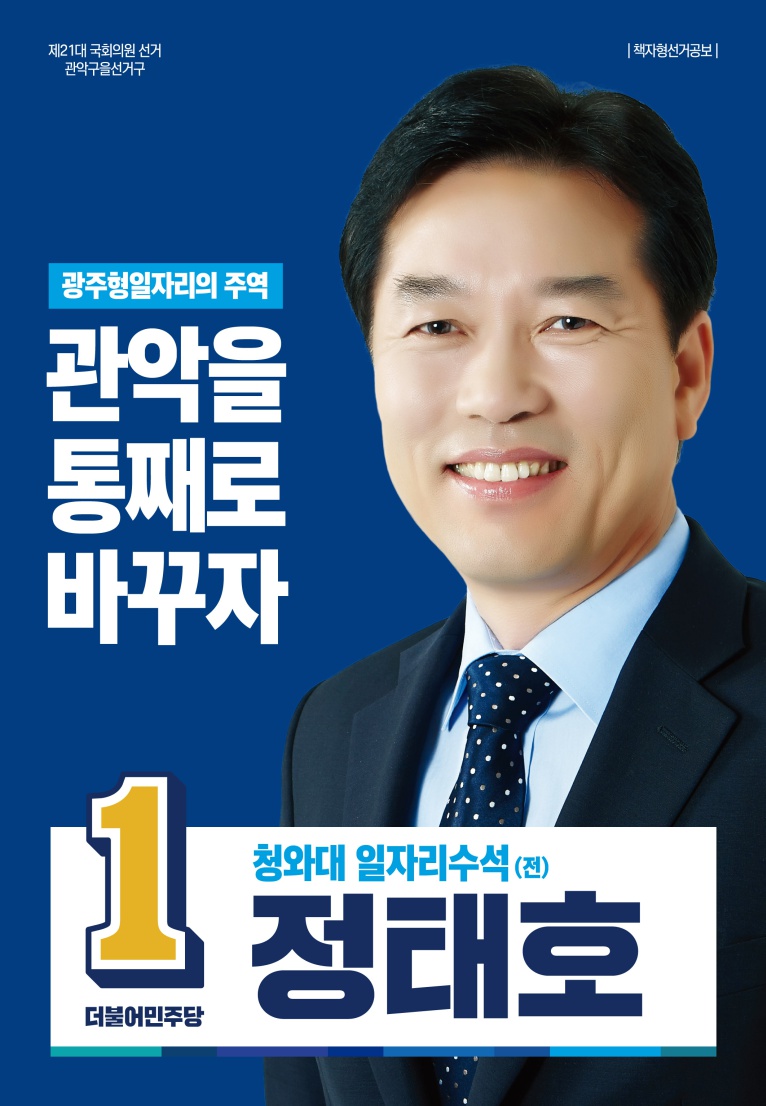 제21대 국회의원 선거
관악구을선거구
| 책자형선거공보 |
광주형일자리의 주역
관악을
통째로
바꾸자
1
더불어민주당
청와대 일자리수석 (전)
정태호